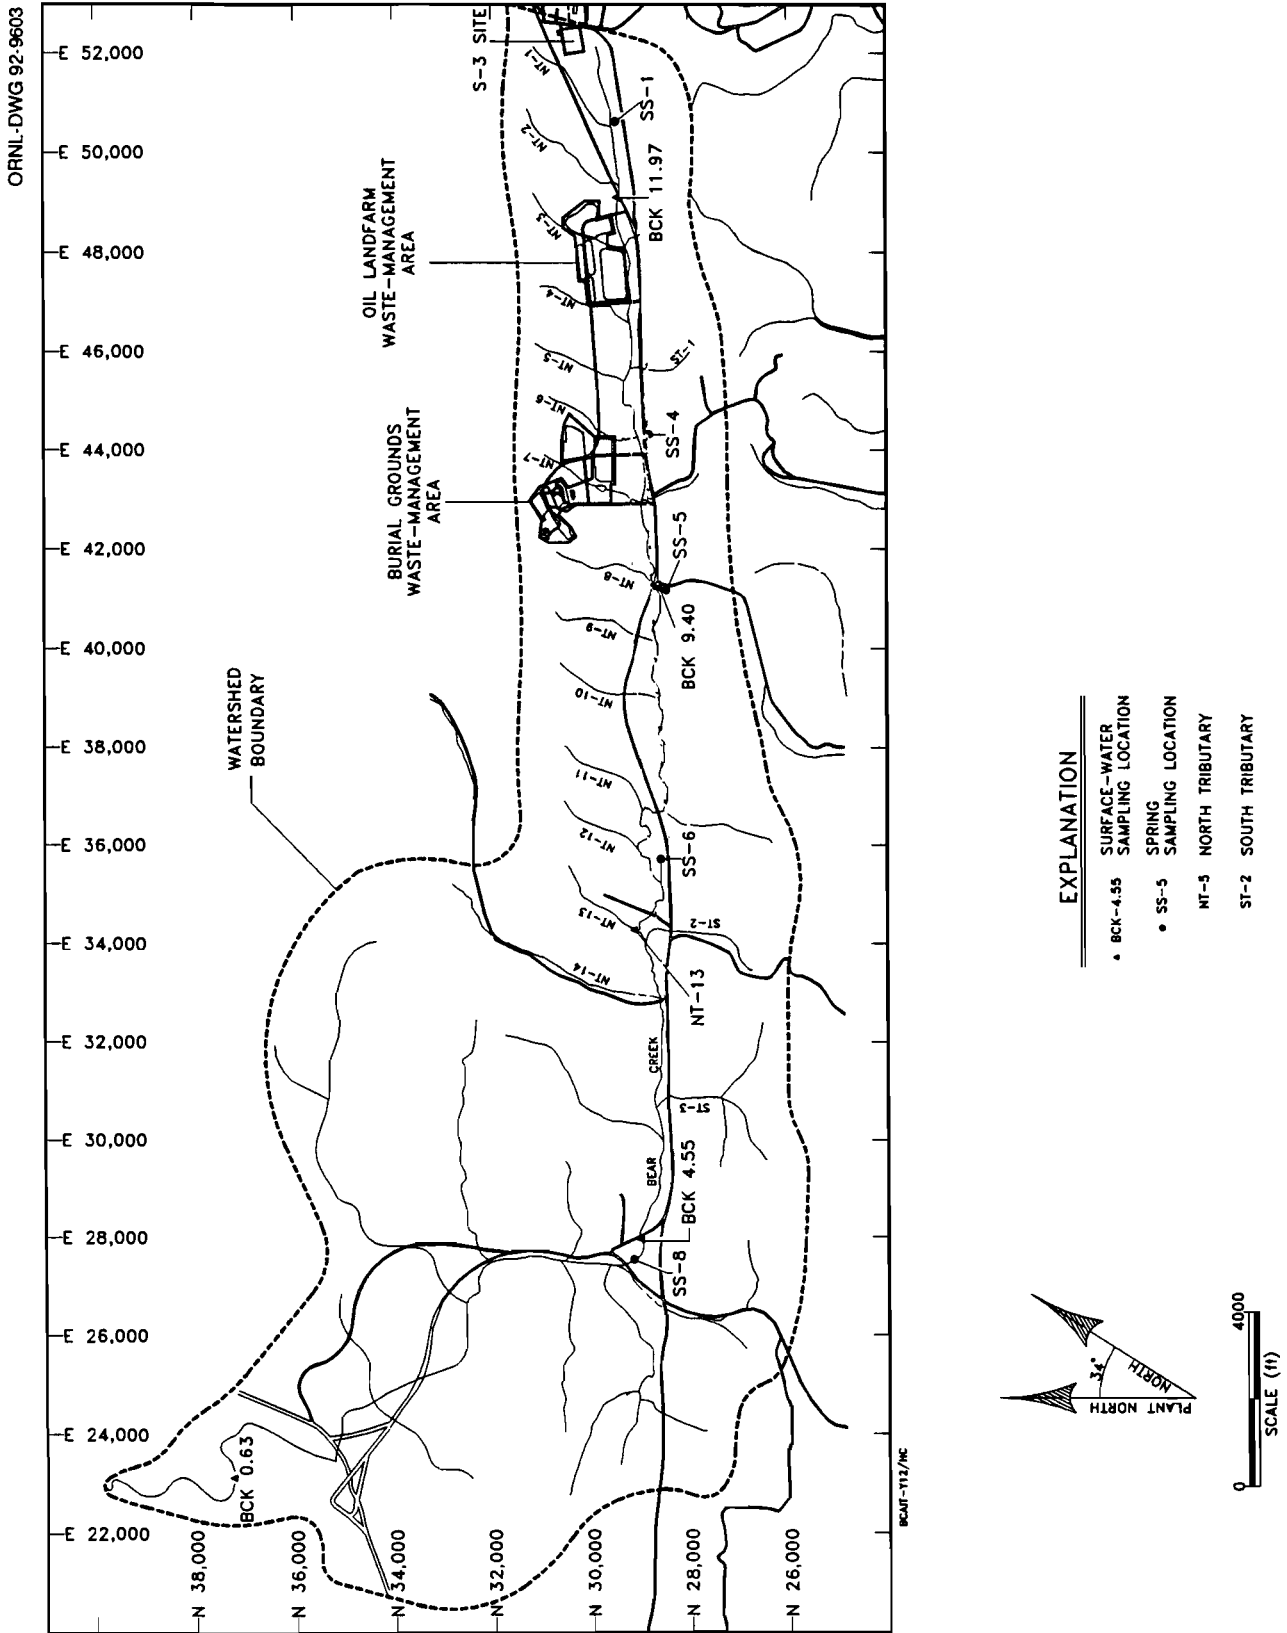 ORNL-DWG 92-9603
E 52,000
E 50,000
E 48,000
E 46,000
E 44,000
E 42,000
E 40,000
E 38,000
E 36,000
E 34,000
E 32,000
E 30,000
E 28,000
E 26,000
E 24,000
E 22,000
N 38,000
N 36,000
N 34,000
N 32,000
N 30,000
N 28,000
N 26,000
S-3 SITE
OIL LANDFARM
WASTE-MANAGEMENT
AREA
BURIAL GROUNDS
WASTE-MANAGEMENT
AREA
WATERSHED
BOUNDARY
NT-1
NT-2
NT-3
NT-4
NT-5
NT-6
NT-7
NT-8
NT-9
NT-10
NT-11
NT-12
NT-13
NT-14
SS-1
BCK 11.97
ST-1
SS-4
SS-5
BCK 9.40
SS-6
ST-2
NT-13
CREEK
ST-3
BEAR
BCK 4.55
SS-8
BCK 0.63
BCAJT-Y12/HC
EXPLANATION
▲ BCK-4.55 SURFACE-WATER
SAMPLING LOCATION
• SS-5 SPRING
SAMPLING LOCATION
NT-5 NORTH TRIBUTARY
ST-2 SOUTH TRIBUTARY
PLANT NORTH
34°
NORTH
0 4000
SCALE (ft)